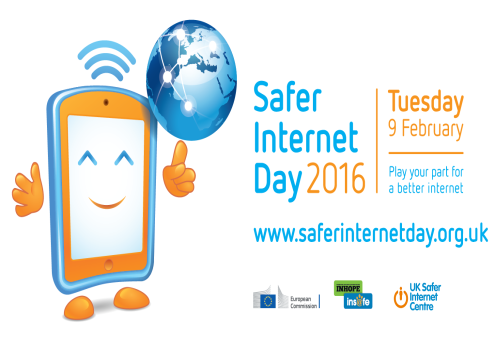 Safer
Internet
Day 2016
Tuesday
9 February
Play your part for
a better internet
www.saferinternetday.org.uk
European
Commission
INHOPE
insafe
UK Safer
Internet
Centre